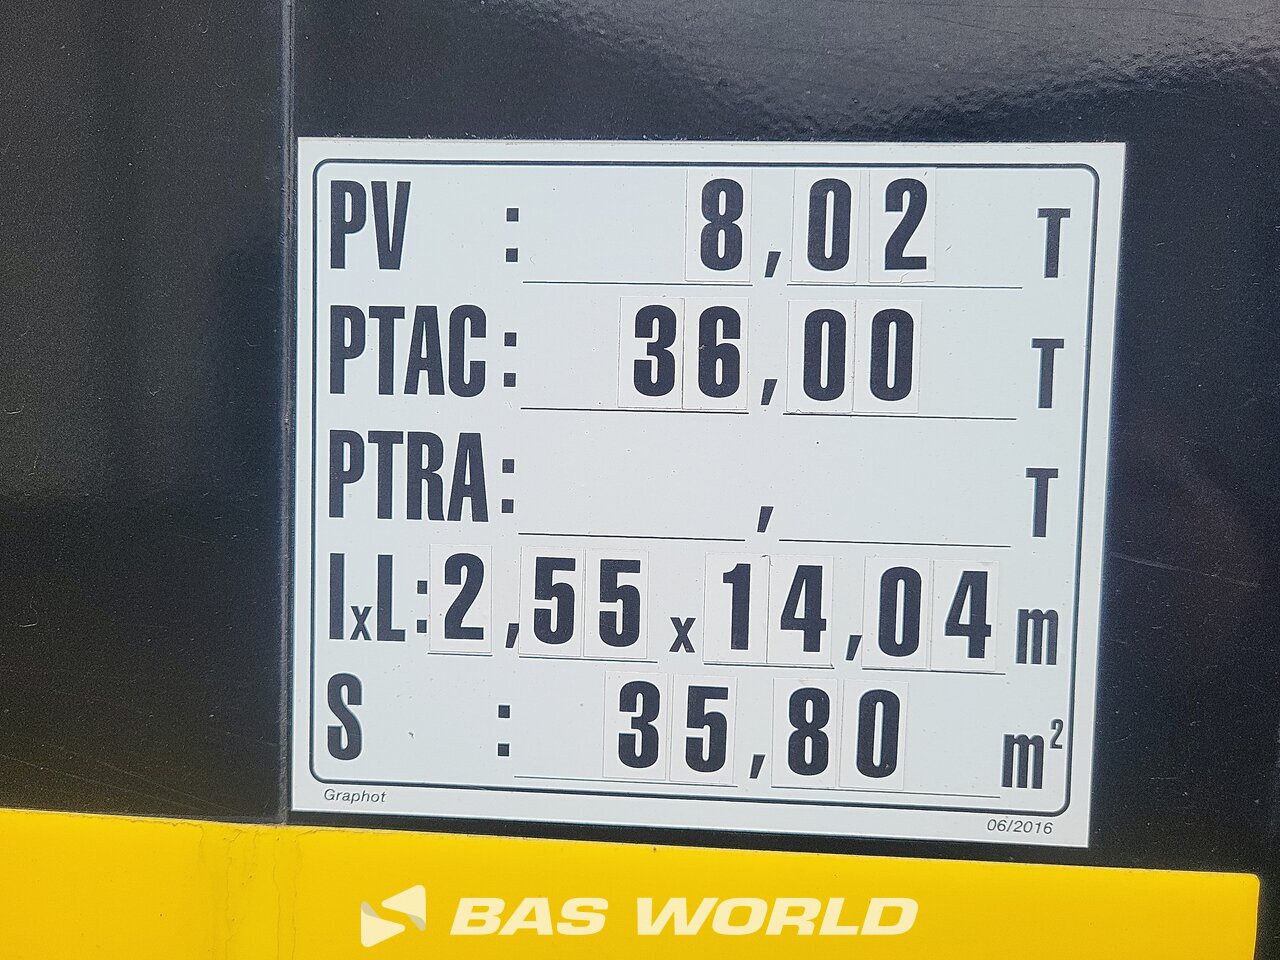 PV : 8,02 T
PTAC : 36,00 T
PTRA : , T
lxL : 2,55 x 14,04 m
S : 35,80 m²
Graphot
06/2016
BAS WORLD